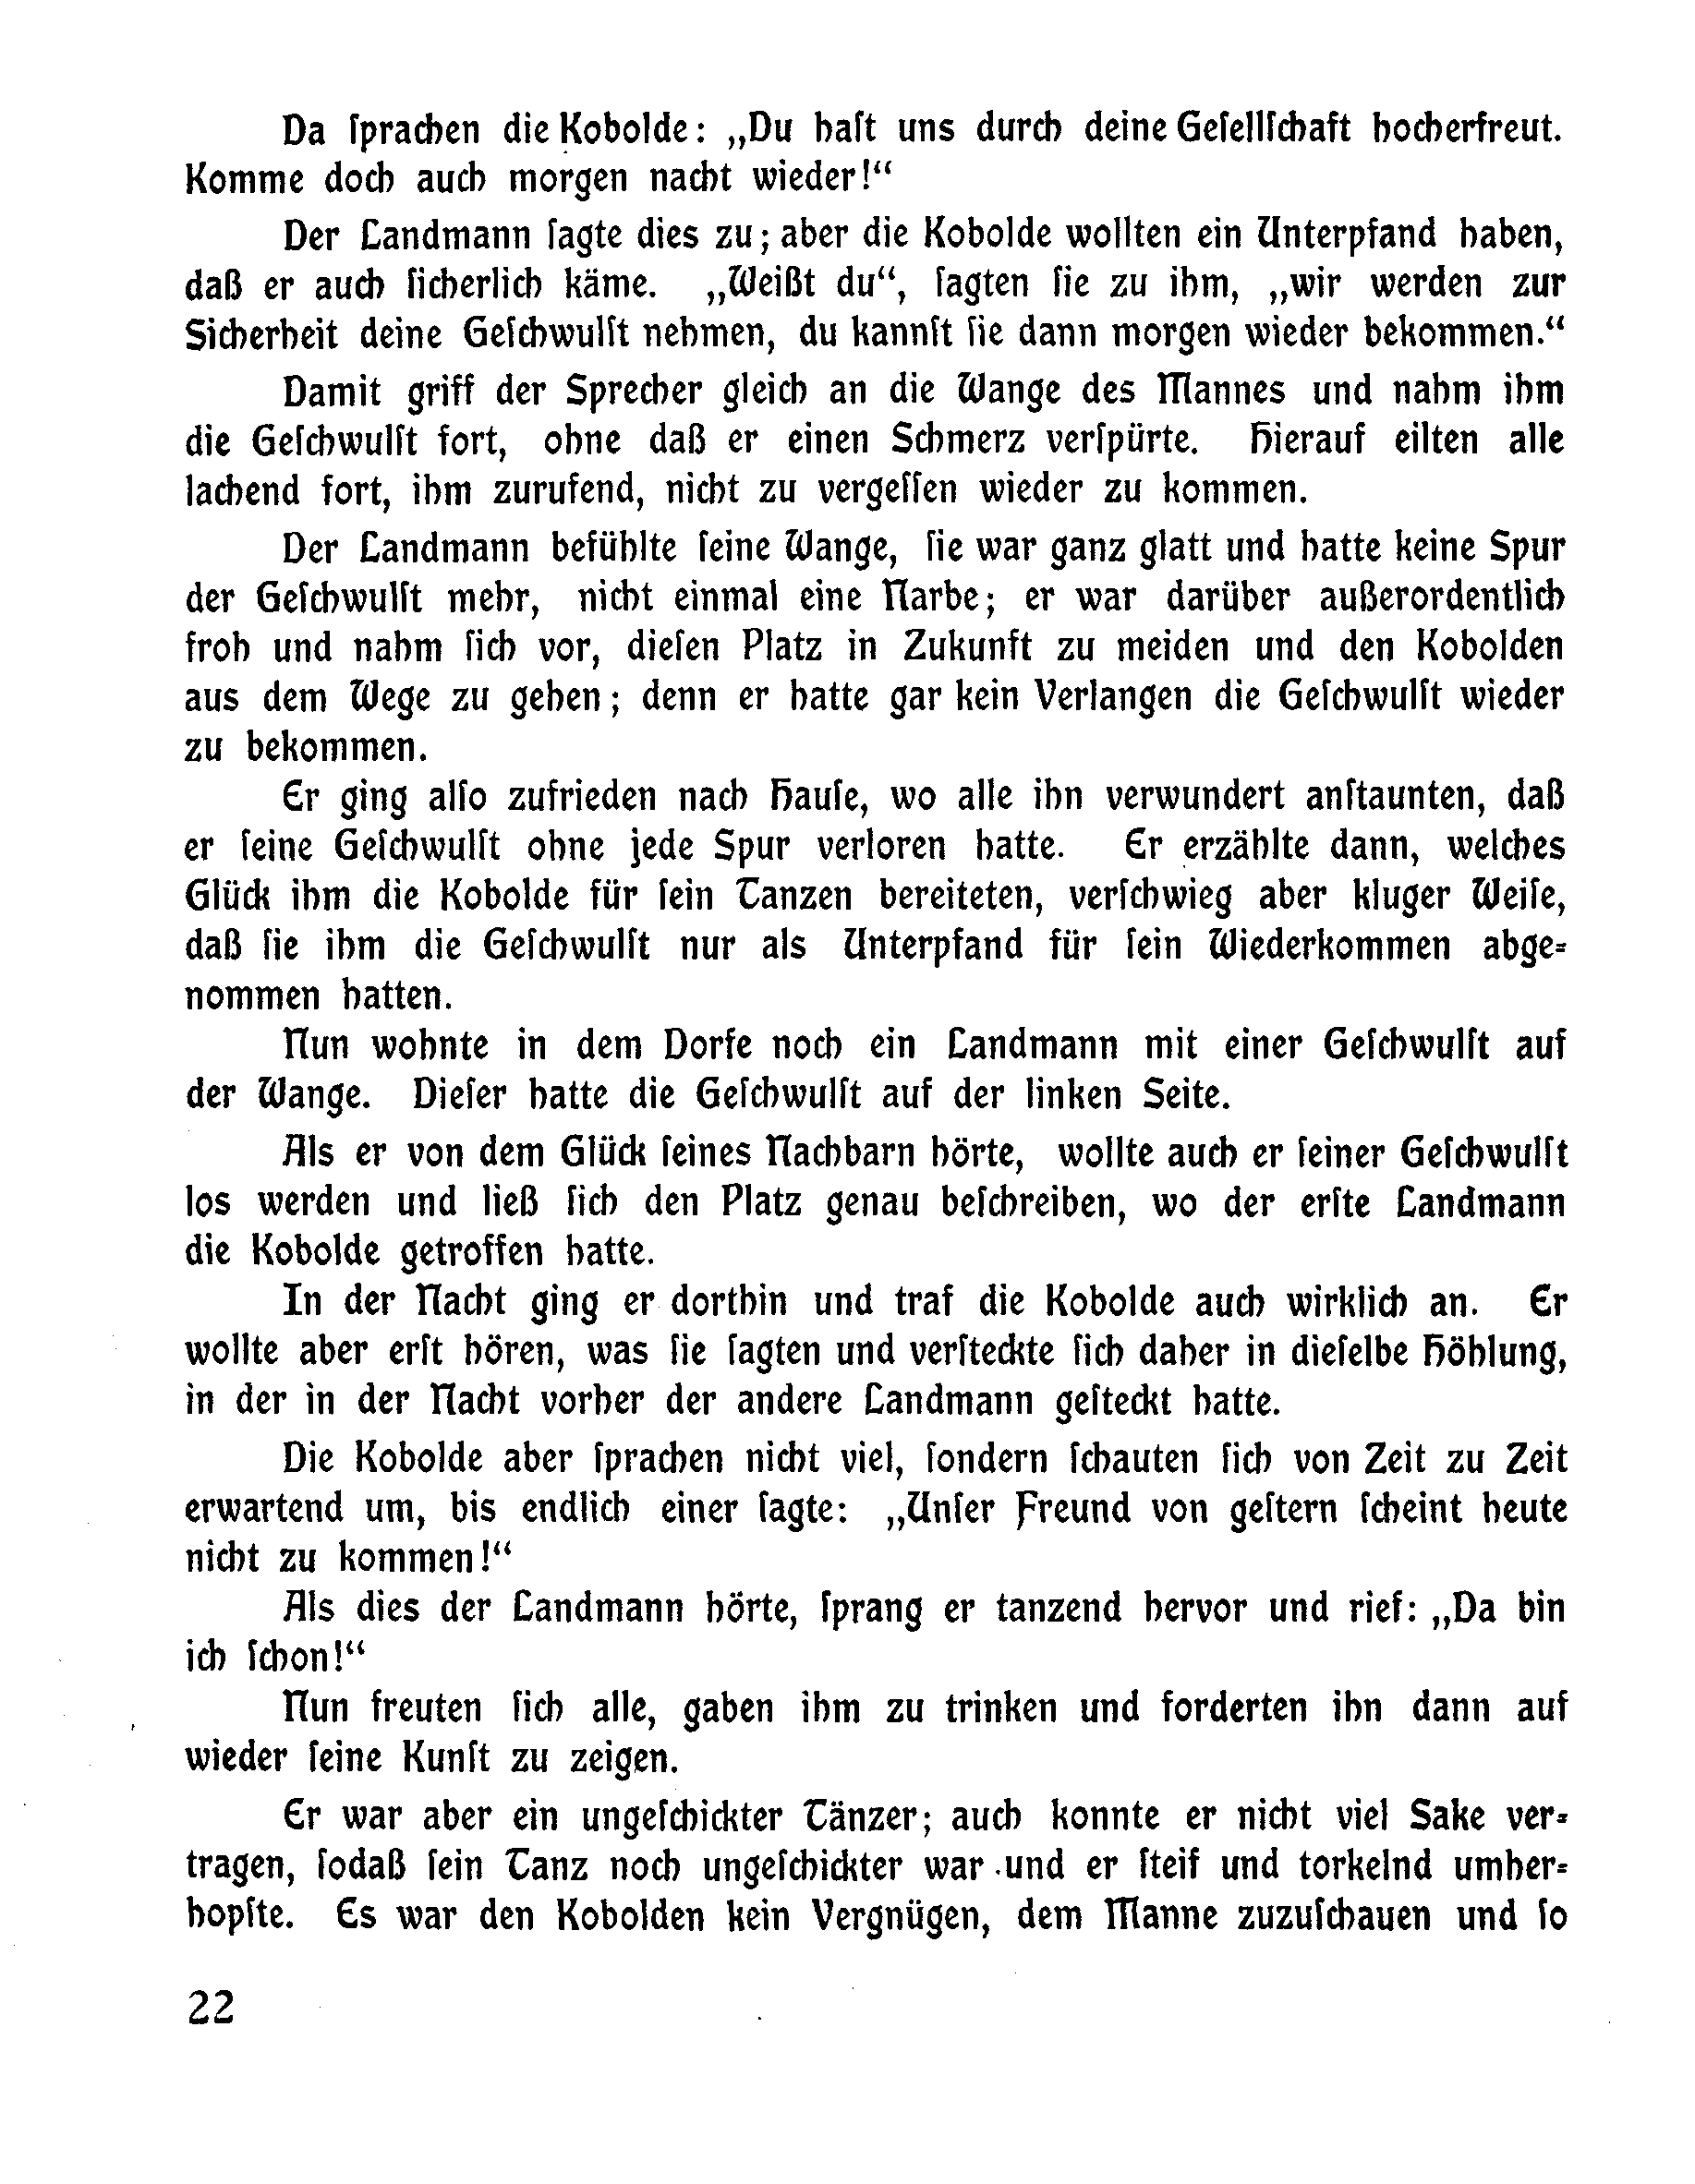 Da ſprachen die Kobolde: „Du haſt uns durch deine Geſellſchaft hocherfreut.
Komme doch auch morgen nacht wieder!“
Der Landmann ſagte dies zu; aber die Kobolde wollten ein Unterpfand haben,
daß er auch ſicherlich käme. „Weißt du“, ſagten ſie zu ihm, „wir werden zur
Sicherheit deine Geſchwulſt nehmen, du kannſt ſie dann morgen wieder bekommen.“
Damit griff der Sprecher gleich an die Wange des Mannes und nahm ihm
die Geſchwulſt fort, ohne daß er einen Schmerz verſpürte. Hierauf eilten alle
lachend fort, ihm zurufend, nicht zu vergeſſen wieder zu kommen.
Der Landmann befühlte ſeine Wange, ſie war ganz glatt und hatte keine Spur
der Geſchwulſt mehr, nicht einmal eine Narbe; er war darüber außerordentlich
froh und nahm ſich vor, dieſen Platz in Zukunft zu meiden und den Kobolden
aus dem Wege zu gehen; denn er hatte gar kein Verlangen die Geſchwulſt wieder
zu bekommen.
Er ging alſo zufrieden nach Hauſe, wo alle ihn verwundert anſtaunten, daß
er ſeine Geſchwulſt ohne jede Spur verloren hatte. Er erzählte dann, welches
Glück ihm die Kobolde für ſein Tanzen bereiteten, verſchwieg aber kluger Weiſe,
daß ſie ihm die Geſchwulſt nur als Unterpfand für ſein Wiederkommen abge=
nommen hatten.
Nun wohnte in dem Dorfe noch ein Landmann mit einer Geſchwulſt auf
der Wange. Dieſer hatte die Geſchwulſt auf der linken Seite.
Als er von dem Glück ſeines Nachbarn hörte, wollte auch er ſeiner Geſchwulſt
los werden und ließ ſich den Platz genau beſchreiben, wo der erſte Landmann
die Kobolde getroffen hatte.
In der Nacht ging er dorthin und traf die Kobolde auch wirklich an. Er
wollte aber erſt hören, was ſie ſagten und verſteckte ſich daher in dieſelbe Höhlung,
in der in der Nacht vorher der andere Landmann geſteckt hatte.
Die Kobolde aber ſprachen nicht viel, ſondern ſchauten ſich von Zeit zu Zeit
erwartend um, bis endlich einer ſagte: „Unſer Freund von geſtern ſcheint heute
nicht zu kommen!“
Als dies der Landmann hörte, ſprang er tanzend hervor und rief: „Da bin
ich ſchon!“
Nun freuten ſich alle, gaben ihm zu trinken und forderten ihn dann auf
wieder ſeine Kunſt zu zeigen.
Er war aber ein ungeſchickter Tänzer; auch konnte er nicht viel Sake ver=
tragen, ſodaß ſein Tanz noch ungeſchickter war und er ſteif und torkelnd umher=
hopſte. Es war den Kobolden kein Vergnügen, dem Manne zuzuſchauen und ſo
22